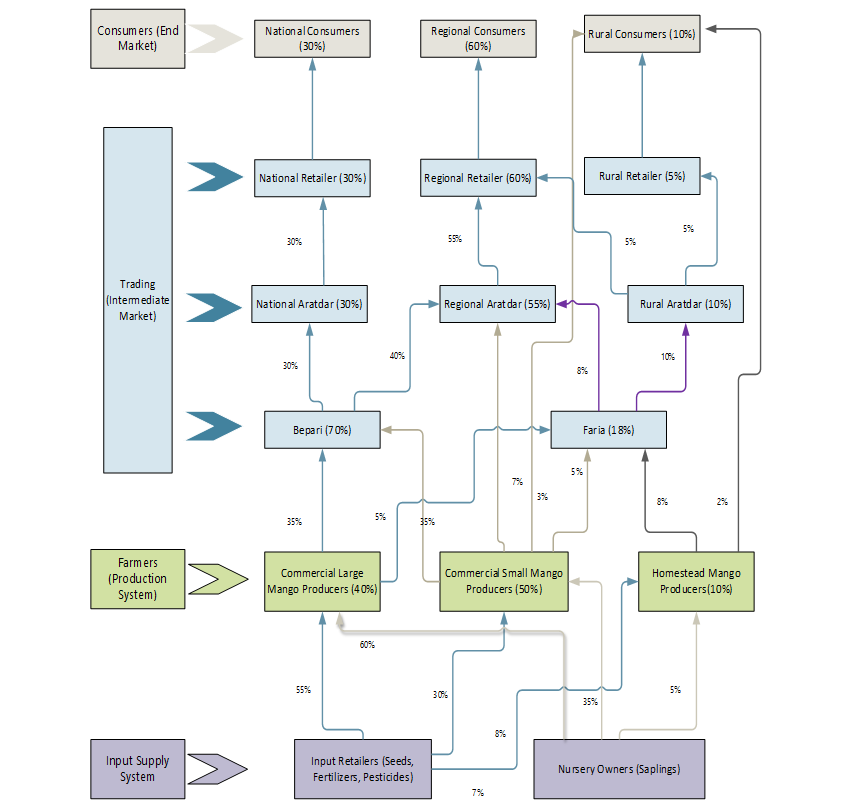 Consumers (End
Market)
National Consumers
(30%)
Regional Consumers
(60%)
Rural Consumers (10%)
National Retailer (30%)
Regional Retailer (60%)
Rural Retailer (5%)
30%
55%
5%
5%
Trading
(Intermediate
Market)
National Aratdar (30%)
Regional Aratdar (55%)
Rural Aratdar (10%)
30%
40%
8%
10%
Bepari (70%)
Faria (18%)
35%
5%
35%
7%
3%
5%
8%
2%
Farmers
(Production
System)
Commercial Large
Mango Producers (40%)
Commercial Small Mango
Producers (50%)
Homestead Mango
Producers(10%)
60%
55%
30%
8%
35%
5%
Input Supply
System
Input Retailers (Seeds,
Fertilizers, Pesticides)
Nursery Owners (Saplings)
7%